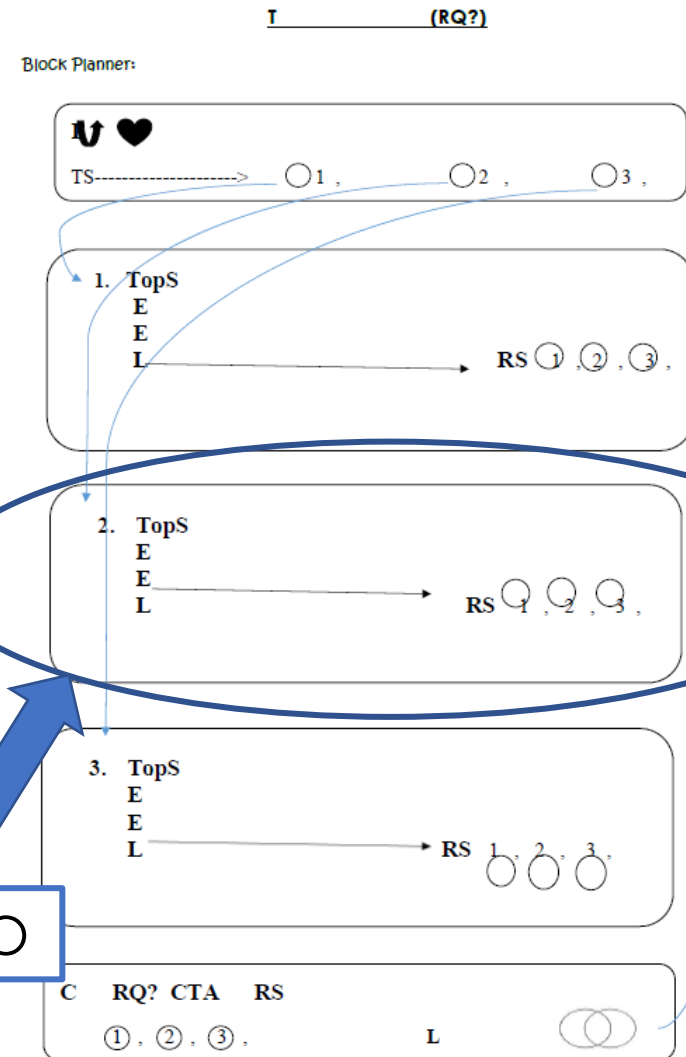 T (RQ?)
Block Planner:
TS---------------------> 1 , 2 , 3 ,
1. TopS
E
E
L RS 1 , 2 , 3 ,
2. TopS
E
E
L RS 1 , 2 , 3 ,
3. TopS
E
E
L RS 1 , 2 , 3 ,
C RQ? CTA RS
1 , 2 , 3 , L